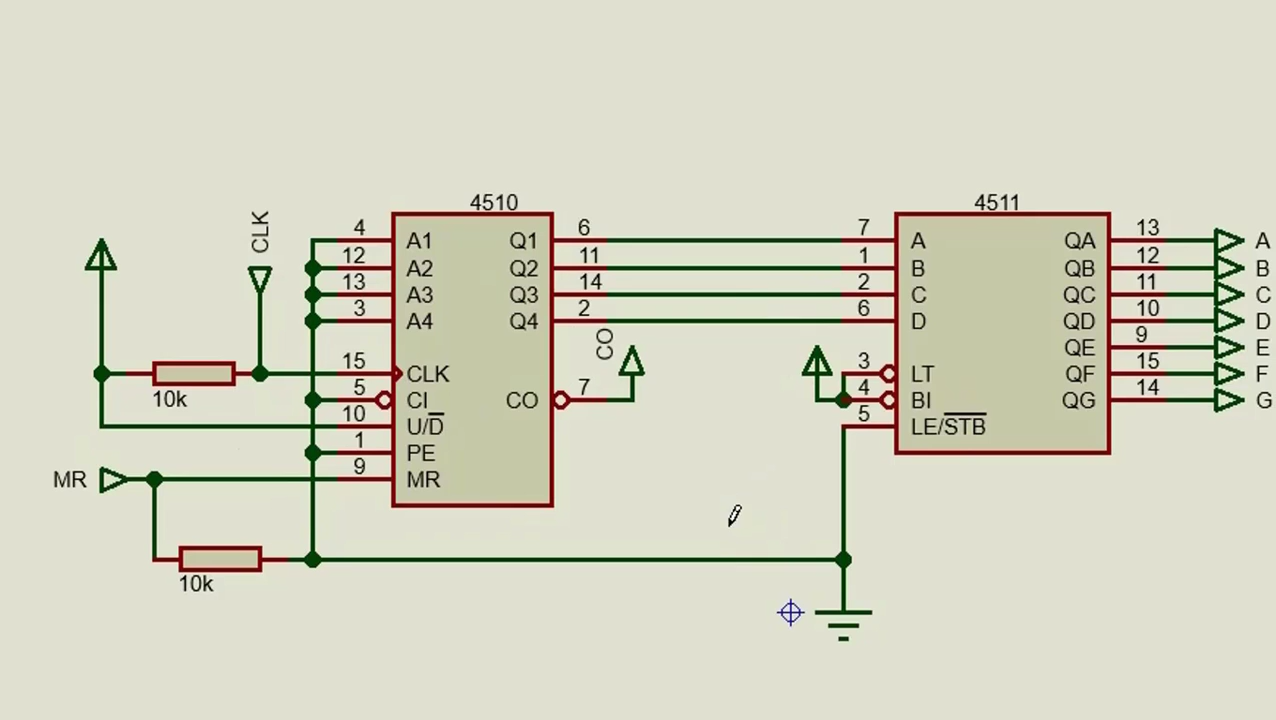 4510
4511
CLK
4 A1 Q1 6
12 A2 Q2 11
13 A3 Q3 14
3 A4 Q4 2
15 CLK
5 CI CO 7
10 U/D
1 PE
9 MR
CO
10k
MR
10k
7 A QA 13 A
1 B QB 12 B
2 C QC 11 C
6 D QD 10 D
QE 9 E
3 LT QF 15 F
4 BI QG 14 G
5 LE/STB